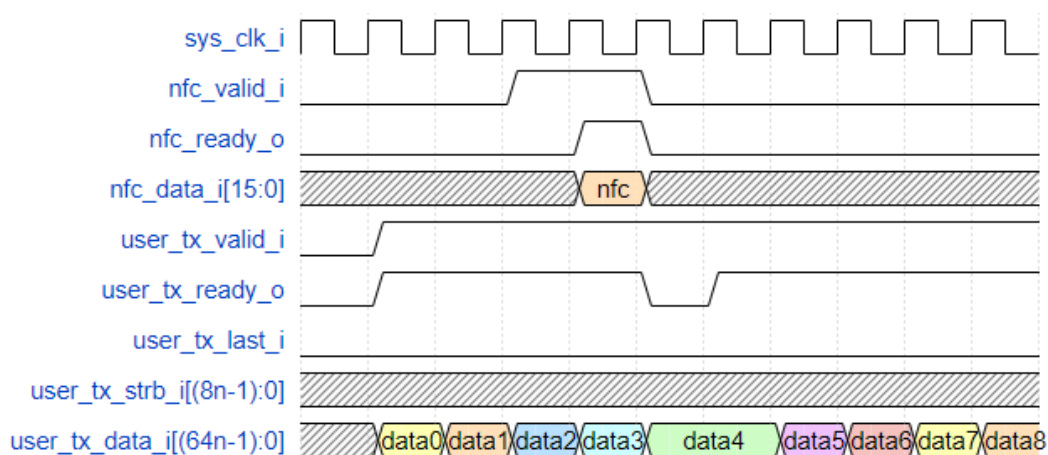 sys_clk_i
nfc_valid_i
nfc_ready_o
nfc_data_i[15:0] nfc
user_tx_valid_i
user_tx_ready_o
user_tx_last_i
user_tx_strb_i[(8n-1):0]
user_tx_data_i[(64n-1):0] data0 data1 data2 data3 data4 data5 data6 data7 data8